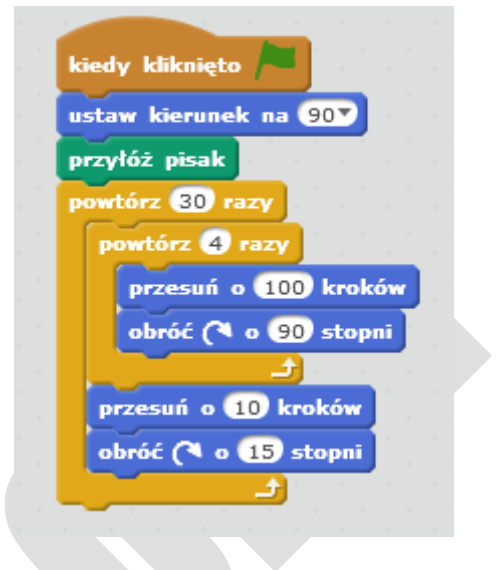 kiedy kliknięto
ustaw kierunek na 90
przyłóż pisak
powtórz 30 razy
powtórz 4 razy
przesuń o 100 kroków
obróć o 90 stopni
przesuń o 10 kroków
obróć o 15 stopni